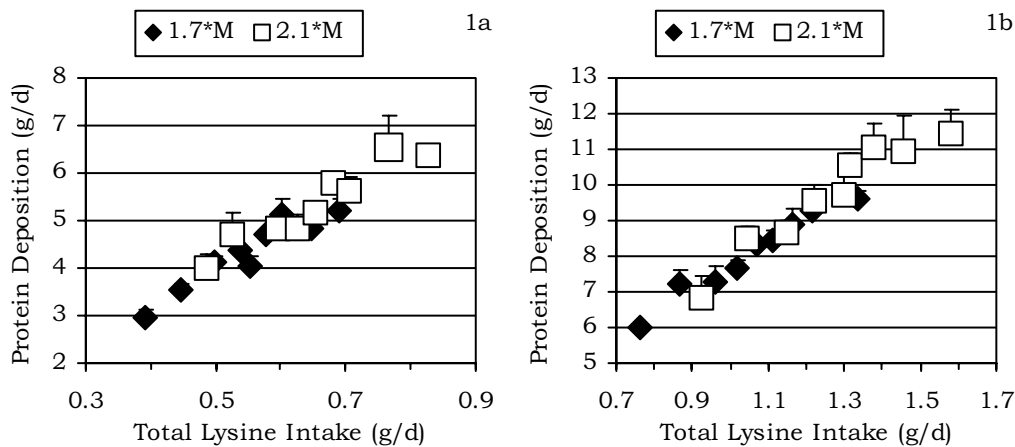 1.7*M 2.1*M 1a
Protein Deposition (g/d)
8
7
6
5
4
3
2
0.3 0.5 0.7 0.9
Total Lysine Intake (g/d)
1.7*M 2.1*M 1b
Protein Deposition (g/d)
13
12
11
10
9
8
7
6
5
0.7 0.9 1.1 1.3 1.5 1.7
Total Lysine Intake (g/d)